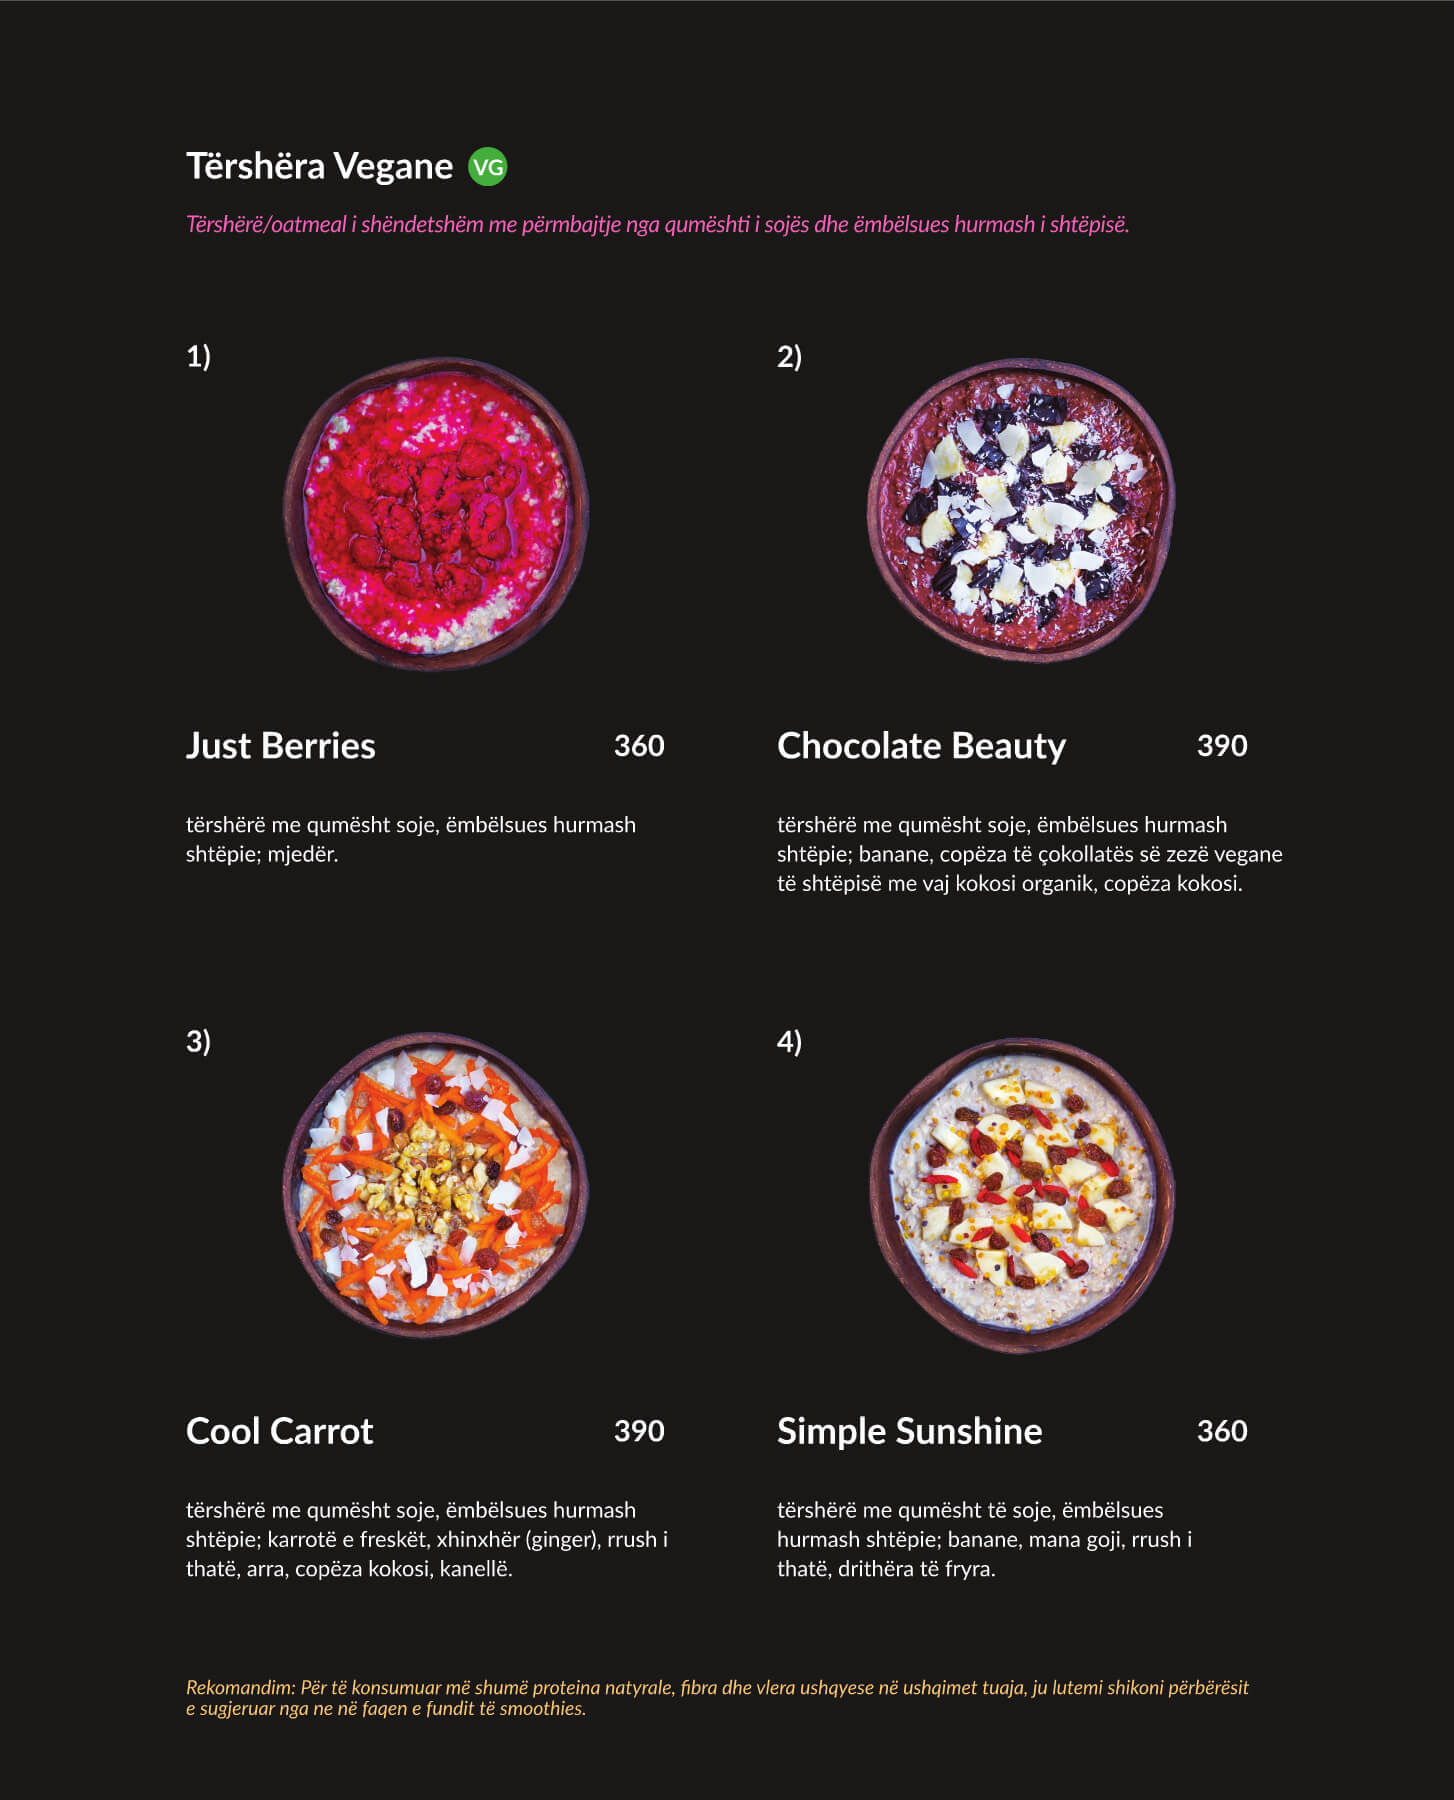 Tërshëra Vegane VG
Tërshërë/oatmeal i shëndetshëm me përmbajtje nga qumështi i sojës dhe ëmbëlsues hurmash i shtëpisë.
1)
Just Berries 360
tërshërë me qumësht soje, ëmbëlsues hurmash
shtëpie; mjedër.
2)
Chocolate Beauty 390
tërshërë me qumësht soje, ëmbëlsues hurmash
shtëpie; banane, copëza të çokollatës së zezë vegane
të shtëpisë me vaj kokosi organik, copëza kokosi.
3)
Cool Carrot 390
tërshërë me qumësht soje, ëmbëlsues hurmash
shtëpie; karrotë e freskët, xhinxhër (ginger), rrush i
thatë, arra, copëza kokosi, kanellë.
4)
Simple Sunshine 360
tërshërë me qumësht të soje, ëmbëlsues
hurmash shtëpie; banane, mana goji, rrush i
thatë, drithëra të fryra.
Rekomandim: Për të konsumuar më shumë proteina natyrale, fibra dhe vlera ushqyese në ushqimet tuaja, ju lutemi shikoni përbërësit
e sugjeruar nga ne në faqen e fundit të smoothies.